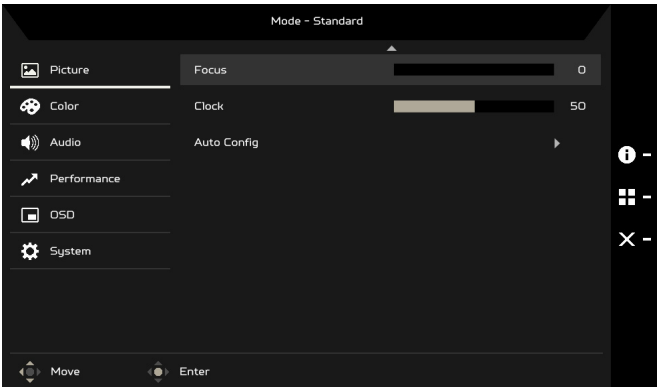 Mode - Standard
Picture
Focus 0
Color
Clock 50
Audio
Auto Config
Performance
OSD
System
Move
Enter